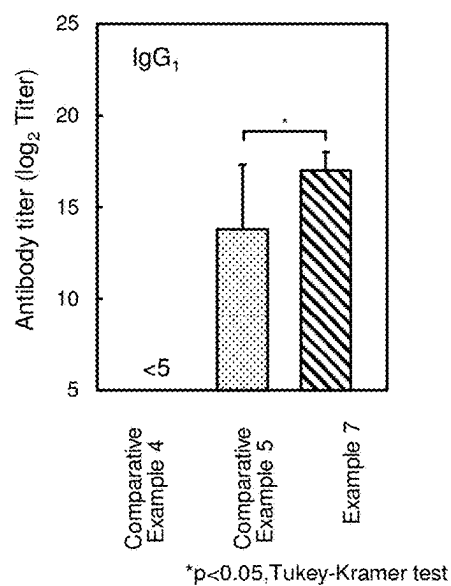 Antibody titer (log₂ Titer)
25
20
15
10
5
IgG₁
*
<5
Comparative
Example 4
Comparative
Example 5
Example 7
*p<0.05,Tukey-Kramer test